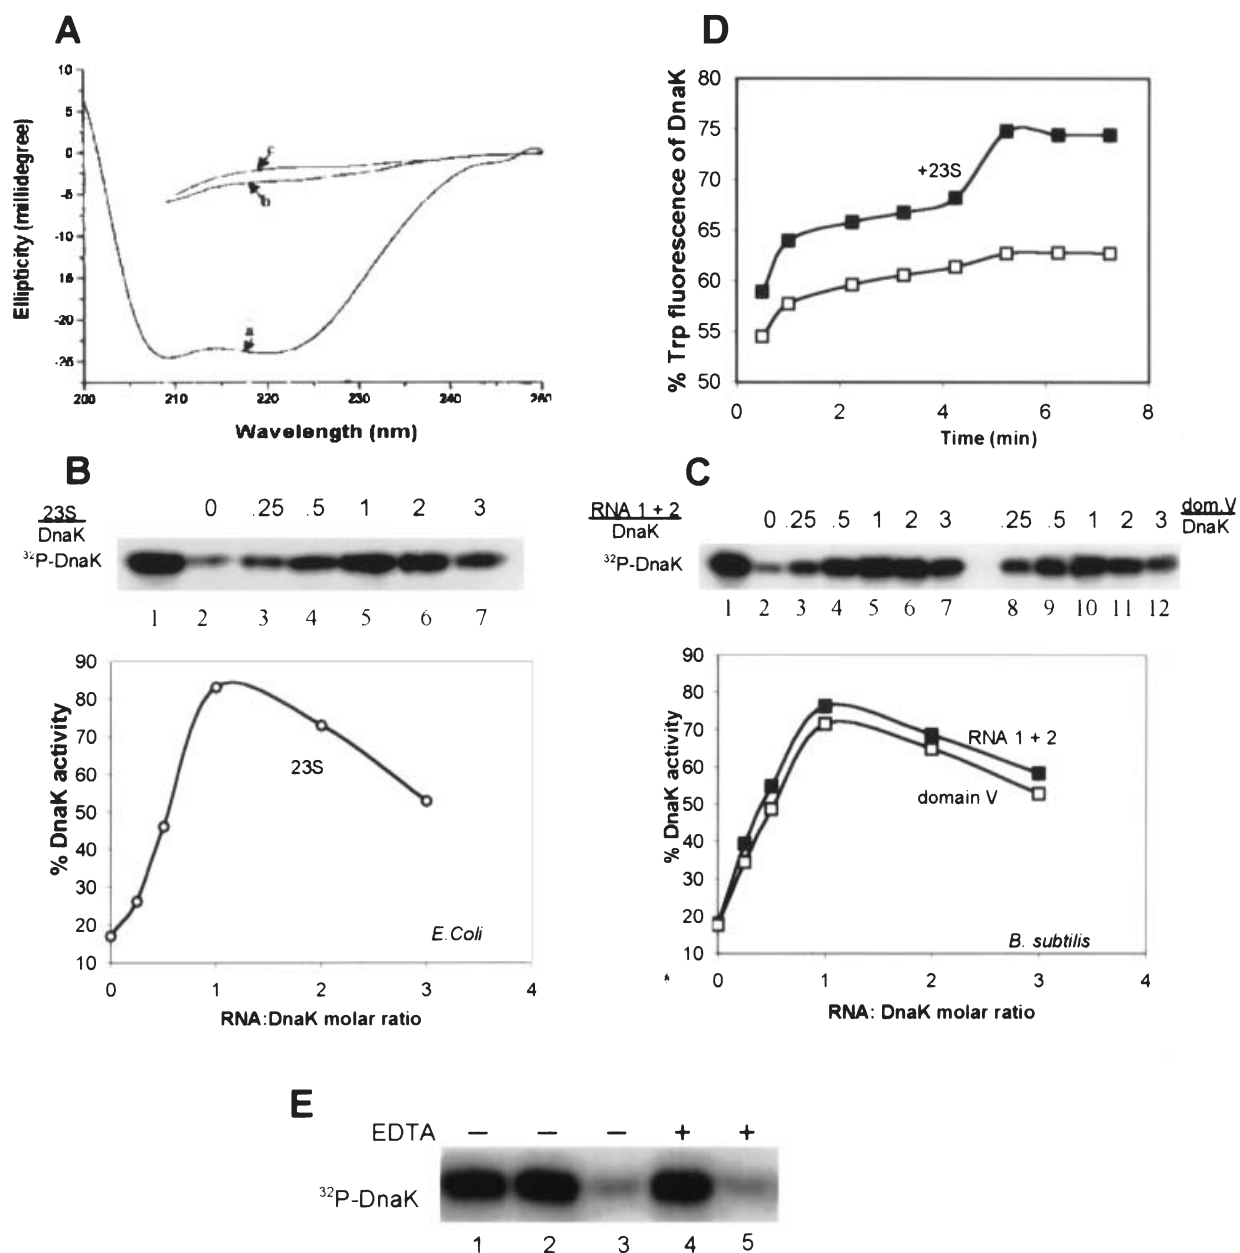 A
10
5
0
-5
-10
15
-20
-25
Ellipticity (millidegree)
c
b
a
200 210 220 230 240 250
Wavelength (nm)
D
80
75
70
65
60
55
50
% Trp fluorescence of DnaK
+23S
0 2 4 6 8
Time (min)
B
23S
DnaK
0 .25 .5 1 2 3
³²P-DnaK
1 2 3 4 5 6 7
90
80
70
60
50
40
30
20
10
% DnaK activity
23S
E.Coli
0 1 2 3 4
RNA:DnaK molar ratio
C
RNA 1 + 2
DnaK
0 .25 .5 1 2 3 .25 .5 1 2 3
dom.V
DnaK
³²P-DnaK
1 2 3 4 5 6 7 8 9 10 11 12
90
80
70
60
50
40
30
20
10
% DnaK activity
RNA 1 + 2
domain V
B. subtilis
* 0 1 2 3 4
RNA: DnaK molar ratio
E
EDTA − − − + +
³²P-DnaK
1 2 3 4 5